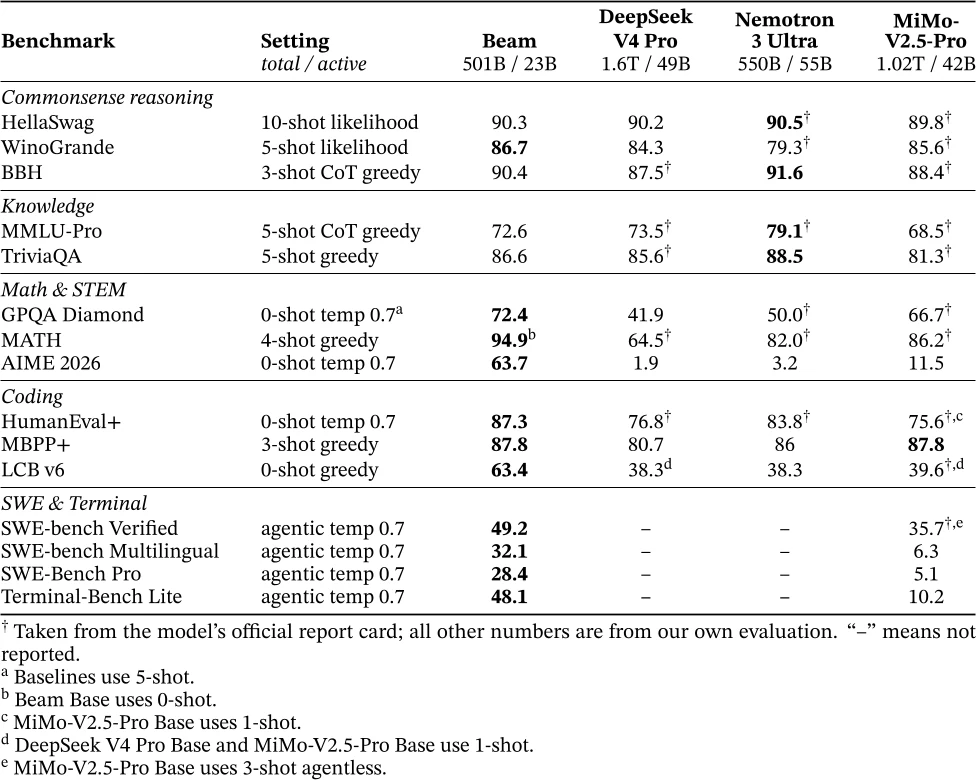 Benchmark Setting Beam DeepSeek V4 Pro Nemotron 3 Ultra MiMo-V2.5-Pro
total / active 501B / 23B 1.6T / 49B 550B / 55B 1.02T / 42B
Commonsense reasoning
HellaSwag 10-shot likelihood 90.3 90.2 90.5† 89.8†
WinoGrande 5-shot likelihood 86.7 84.3 79.3† 85.6†
BBH 3-shot CoT greedy 90.4 87.5† 91.6 88.4†
Knowledge
MMLU-Pro 5-shot CoT greedy 72.6 73.5† 79.1† 68.5†
TriviaQA 5-shot greedy 86.6 85.6† 88.5 81.3†
Math & STEM
GPQA Diamond 0-shot temp 0.7a 72.4 41.9 50.0† 66.7†
MATH 4-shot greedy 94.9b 64.5† 82.0† 86.2†
AIME 2026 0-shot temp 0.7 63.7 1.9 3.2 11.5
Coding
HumanEval+ 0-shot temp 0.7 87.3 76.8† 83.8† 75.6†,c
MBPP+ 3-shot greedy 87.8 80.7 86 87.8
LCB v6 0-shot greedy 63.4 38.3d 38.3 39.6†,d
SWE & Terminal
SWE-bench Verified agentic temp 0.7 49.2 – – 35.7†,e
SWE-bench Multilingual agentic temp 0.7 32.1 – – 6.3
SWE-Bench Pro agentic temp 0.7 28.4 – – 5.1
Terminal-Bench Lite agentic temp 0.7 48.1 – – 10.2
† Taken from the model's official report card; all other numbers are from our own evaluation. “–” means not
reported.
a Baselines use 5-shot.
b Beam Base uses 0-shot.
c MiMo-V2.5-Pro Base uses 1-shot.
d DeepSeek V4 Pro Base and MiMo-V2.5-Pro Base use 1-shot.
e MiMo-V2.5-Pro Base uses 3-shot agentless.